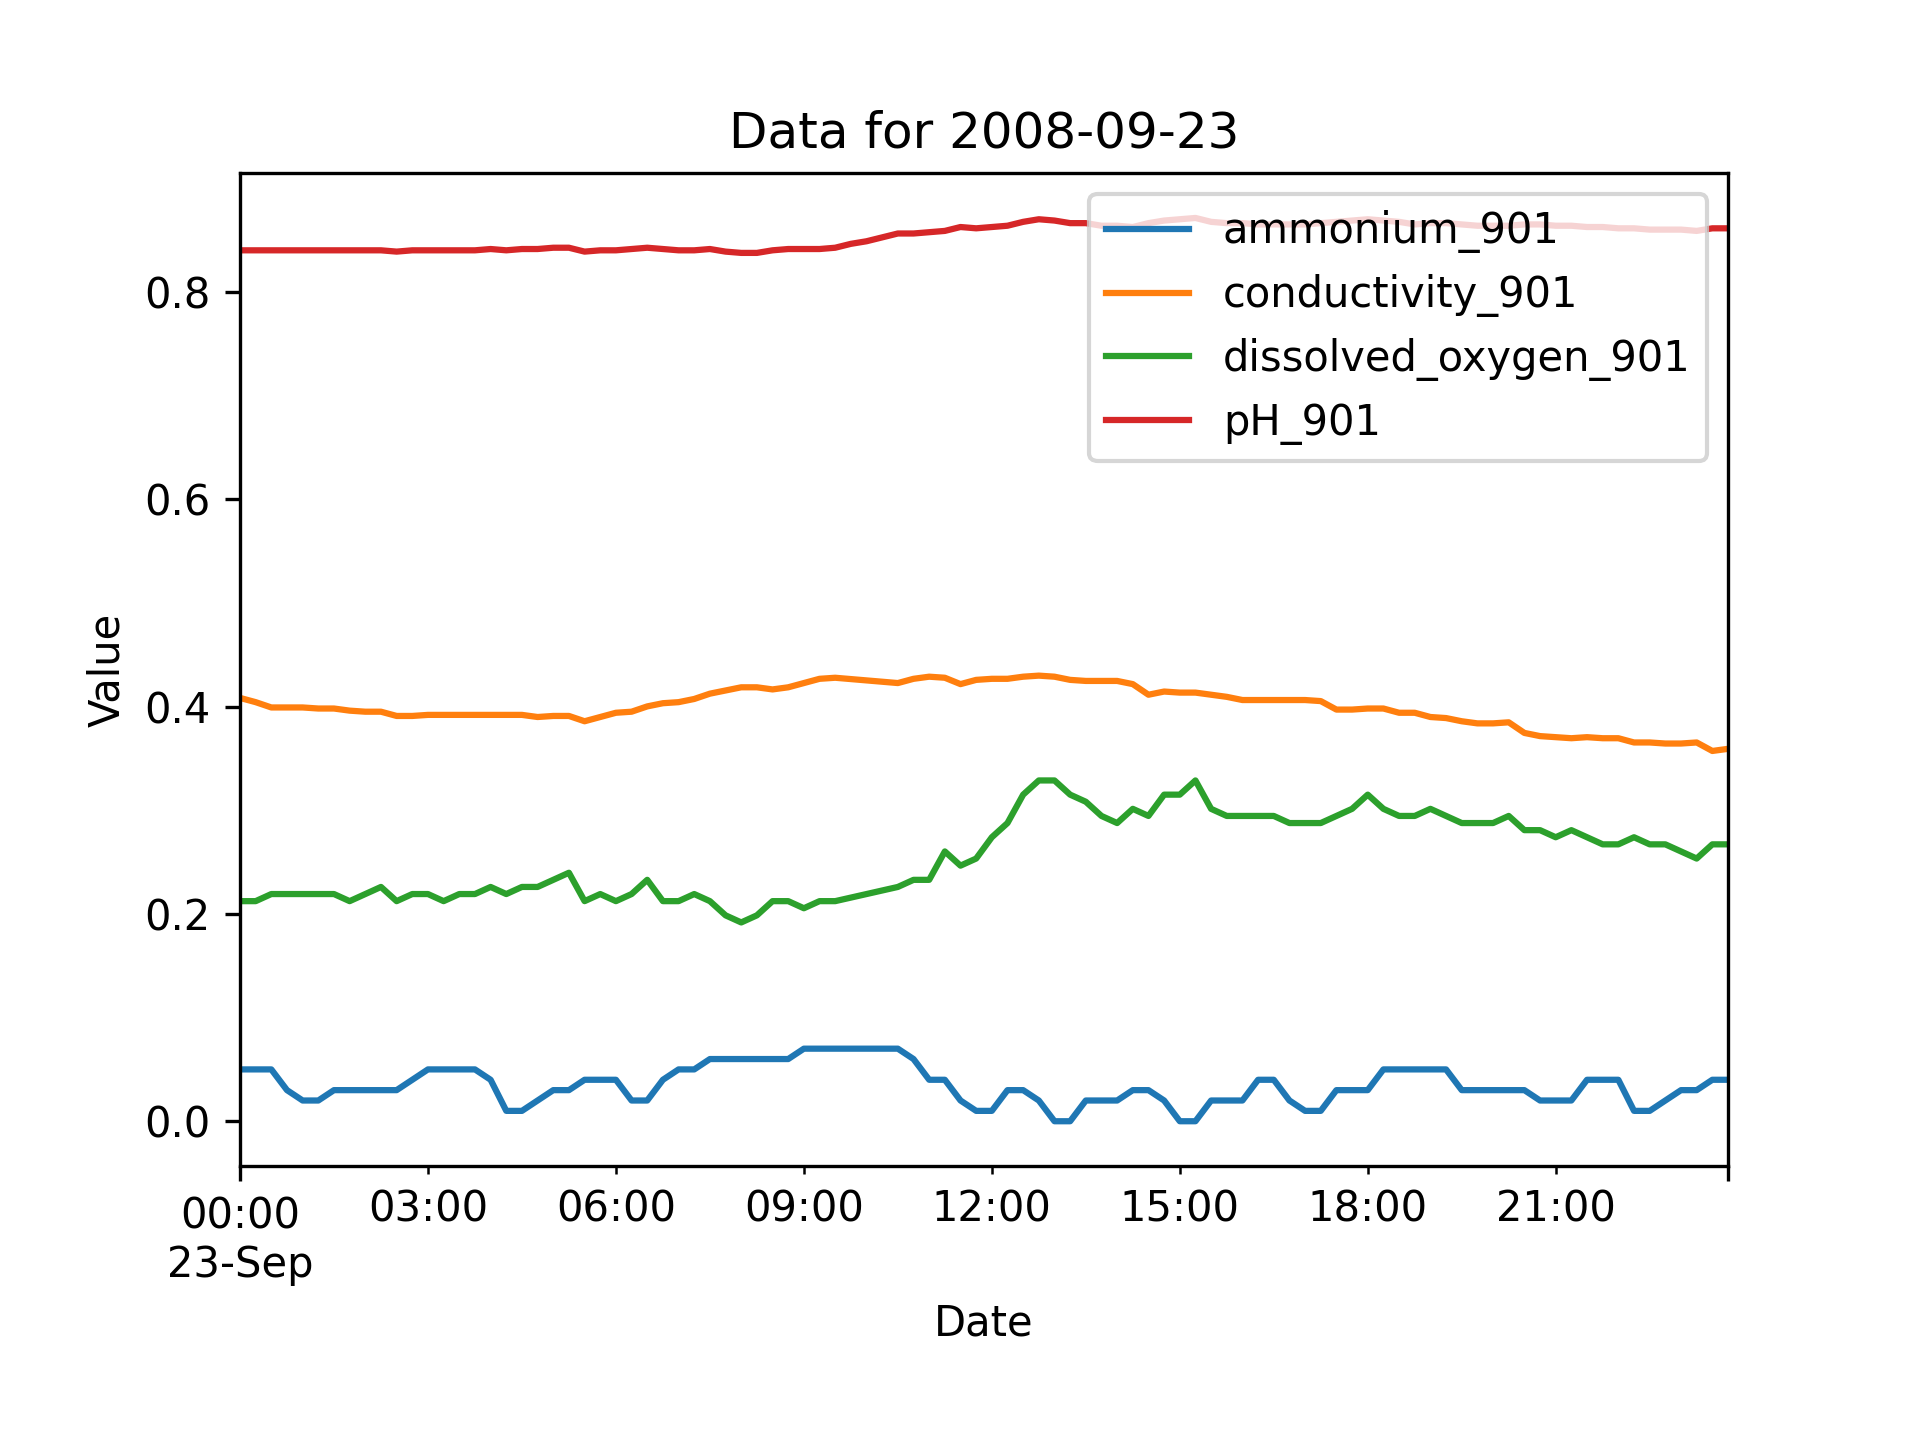 Data for 2008-09-23
ammonium_901
conductivity_901
dissolved_oxygen_901
pH_901
Value
0.8
0.6
0.4
0.2
0.0
00:00 03:00 06:00 09:00 12:00 15:00 18:00 21:00
23-Sep
Date